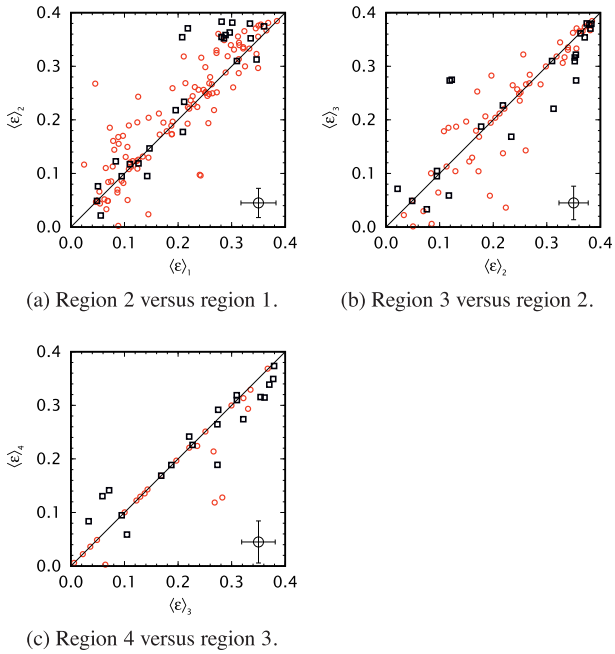 0.4
0.4
0.3
0.3
⟨ε⟩₂
⟨ε⟩₃
0.2
0.2
0.1
0.1
0.0
0.0
0.0 0.1 0.2 0.3 0.4
0.0 0.1 0.2 0.3 0.4
⟨ε⟩₁
⟨ε⟩₂
(a) Region 2 versus region 1.
(b) Region 3 versus region 2.
0.4
0.3
⟨ε⟩₄
0.2
0.1
0.0
0.0 0.1 0.2 0.3 0.4
⟨ε⟩₃
(c) Region 4 versus region 3.